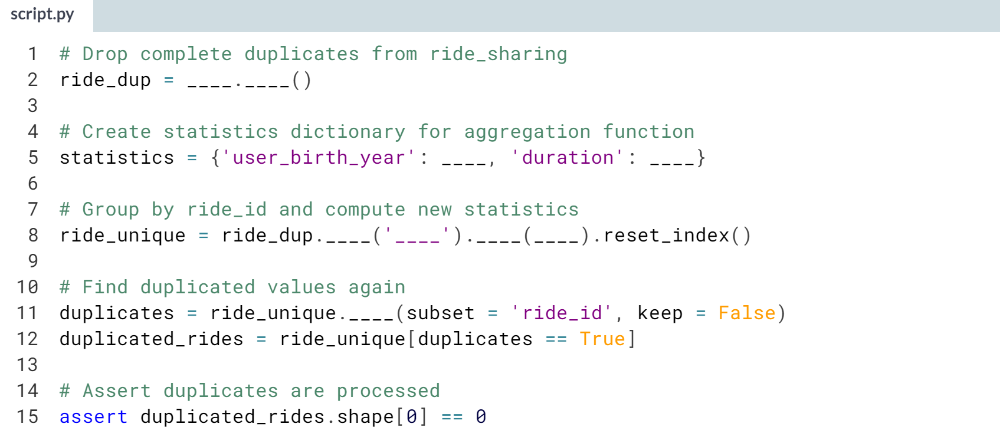 script.py
1 # Drop complete duplicates from ride_sharing
2 ride_dup = ____.____()
3
4 # Create statistics dictionary for aggregation function
5 statistics = {'user_birth_year': ____, 'duration': ____}
6
7 # Group by ride_id and compute new statistics
8 ride_unique = ride_dup.____('____').____(____).reset_index()
9
10 # Find duplicated values again
11 duplicates = ride_unique.____(subset = 'ride_id', keep = False)
12 duplicated_rides = ride_unique[duplicates == True]
13
14 # Assert duplicates are processed
15 assert duplicated_rides.shape[0] == 0